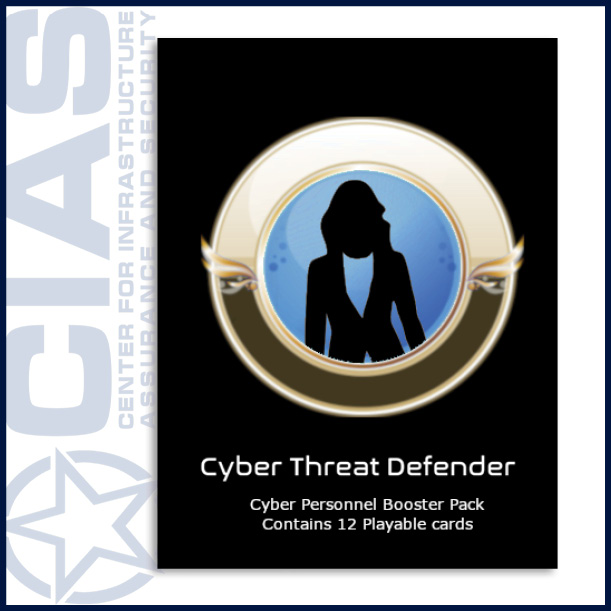 CIAS
CENTER FOR INFRASTRUCTURE
ASSURANCE AND SECURITY
Cyber Threat Defender
Cyber Personnel Booster Pack
Contains 12 Playable cards